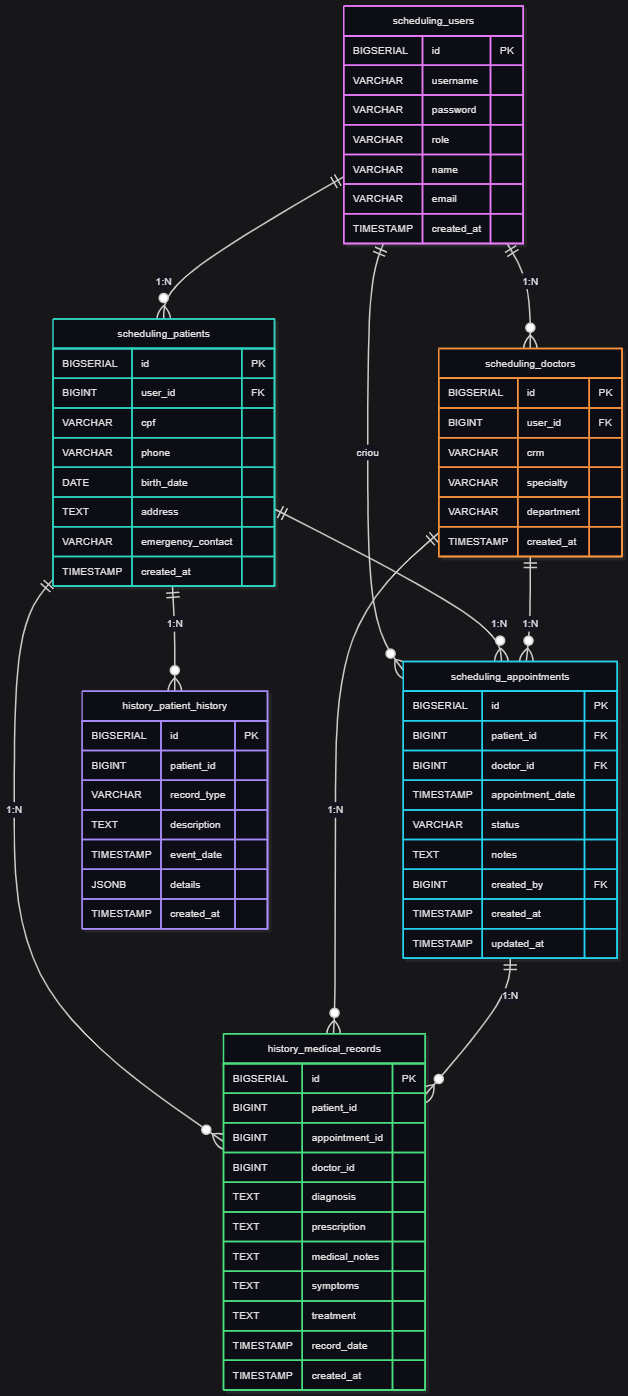 scheduling_users
BIGSERIAL id PK
VARCHAR username
VARCHAR password
VARCHAR role
VARCHAR name
VARCHAR email
TIMESTAMP created_at
1:N
1:N
scheduling_patients
BIGSERIAL id PK
BIGINT user_id FK
VARCHAR cpf
VARCHAR phone
DATE birth_date
TEXT address
VARCHAR emergency_contact
TIMESTAMP created_at
scheduling_doctors
BIGSERIAL id PK
BIGINT user_id FK
VARCHAR crm
VARCHAR specialty
VARCHAR department
TIMESTAMP created_at
criou
1:N
1:N
1:N
history_patient_history
BIGSERIAL id PK
BIGINT patient_id
VARCHAR record_type
TEXT description
TIMESTAMP event_date
JSONB details
TIMESTAMP created_at
scheduling_appointments
BIGSERIAL id PK
BIGINT patient_id FK
BIGINT doctor_id FK
TIMESTAMP appointment_date
VARCHAR status
TEXT notes
BIGINT created_by FK
TIMESTAMP created_at
TIMESTAMP updated_at
1:N
1:N
1:N
history_medical_records
BIGSERIAL id PK
BIGINT patient_id
BIGINT appointment_id
BIGINT doctor_id
TEXT diagnosis
TEXT prescription
TEXT medical_notes
TEXT symptoms
TEXT treatment
TIMESTAMP record_date
TIMESTAMP created_at